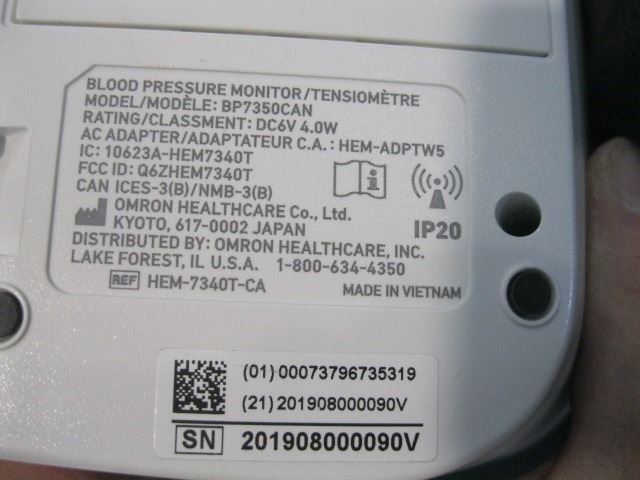 BLOOD PRESSURE MONITOR/TENSIOMÈTRE
MODEL/MODÈLE: BP7350CAN
RATING/CLASSMENT: DC6V 4.0W
AC ADAPTER/ADAPTATEUR C.A.: HEM-ADPTW5
IC: 10623A-HEM7340T
FCC ID: Q6ZHEM7340T
CAN ICES-3(B)/NMB-3(B)
OMRON HEALTHCARE Co., Ltd.
KYOTO, 617-0002 JAPAN
IP20
DISTRIBUTED BY: OMRON HEALTHCARE, INC.
LAKE FOREST, IL U.S.A. 1-800-634-4350
REF HEM-7340T-CA
MADE IN VIETNAM
(01) 00073796735319
(21) 201908000090V
SN 201908000090V